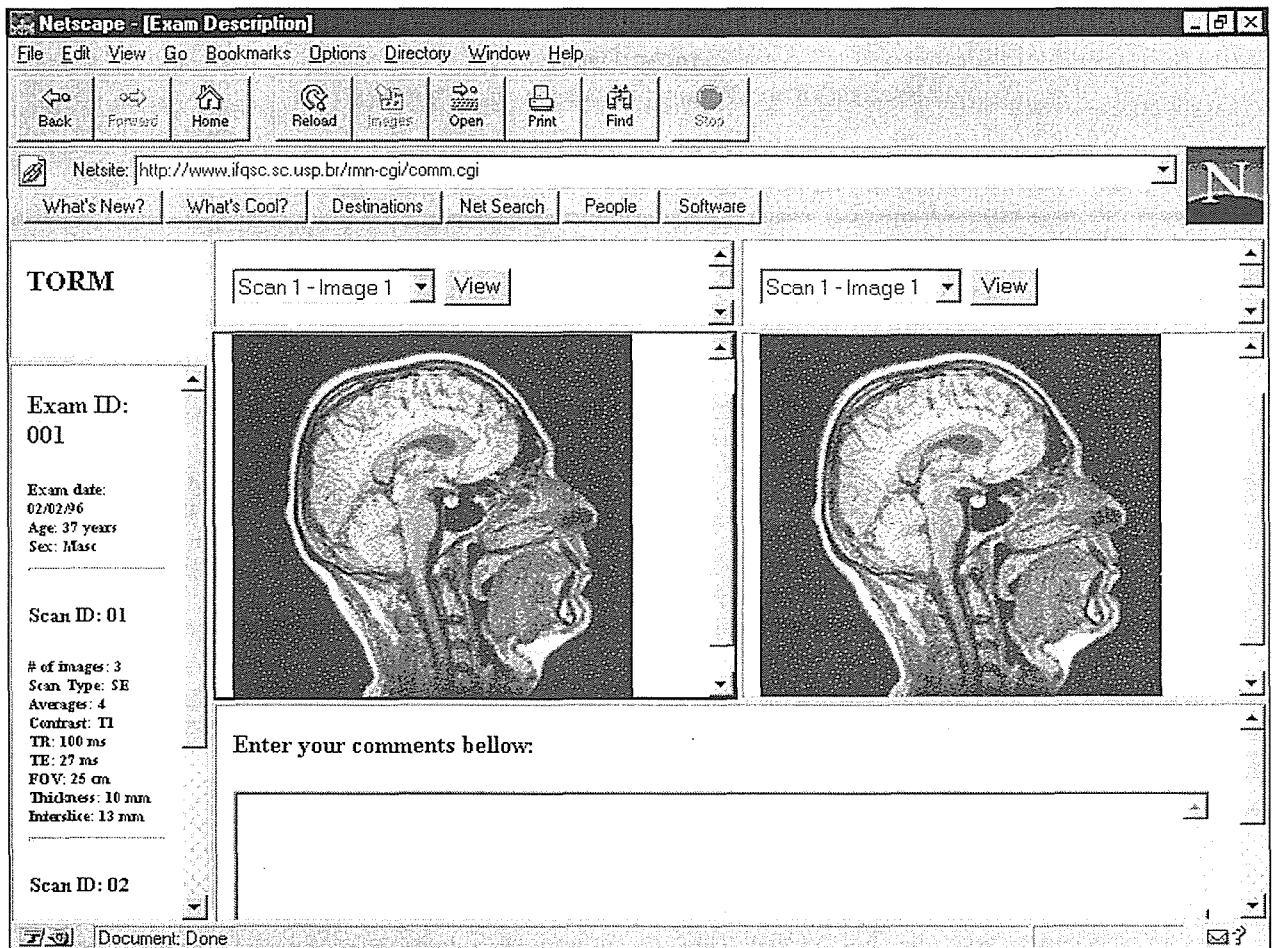 Netscape - [Exam Description]
File Edit View Go Bookmarks Options Directory Window Help
Back Forward Home Reload Images Open Print Find Stop
Netsite: http://www.ifqsc.sc.usp.br/rmn-cgi/comm.cgi
N
What's New? What's Cool? Destinations Net Search People Software
TORM
Scan 1 - Image 1 View
Scan 1 - Image 1 View
Exam ID:
001
Exam date:
02/02/96
Age: 37 years
Sex: Masc
Scan ID: 01
# of images: 3
Scan Type: SE
Averages: 4
Contrast: T1
TR: 100 ms
TE: 27 ms
FOV: 25 cm
Thickness: 10 mm
Interslice: 13 mm
Scan ID: 02
Enter your comments bellow:
Document: Done
?